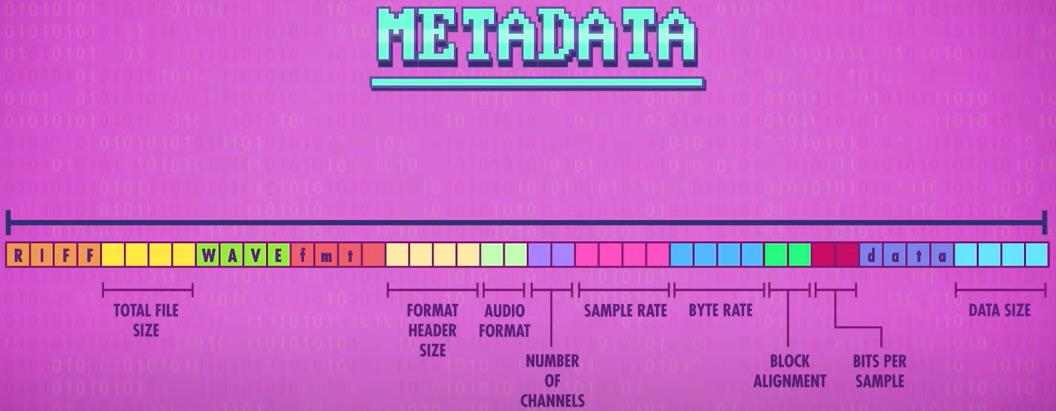 METADATA
R I F F W A V E f m t d a t a
TOTAL FILE
SIZE
FORMAT
HEADER
SIZE
AUDIO
FORMAT
NUMBER
OF
CHANNELS
SAMPLE RATE
BYTE RATE
BLOCK
ALIGNMENT
BITS PER
SAMPLE
DATA SIZE